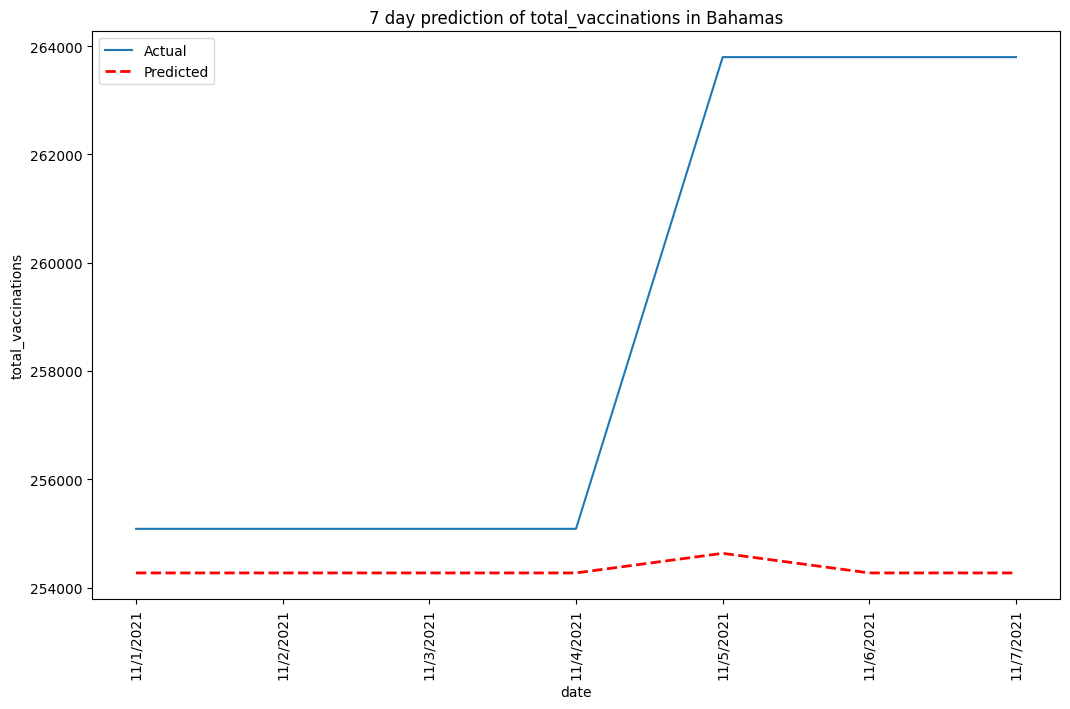 7 day prediction of total_vaccinations in Bahamas
Actual
Predicted
264000
262000
260000
258000
256000
254000
total_vaccinations
11/1/2021
11/2/2021
11/3/2021
11/4/2021
11/5/2021
11/6/2021
11/7/2021
date